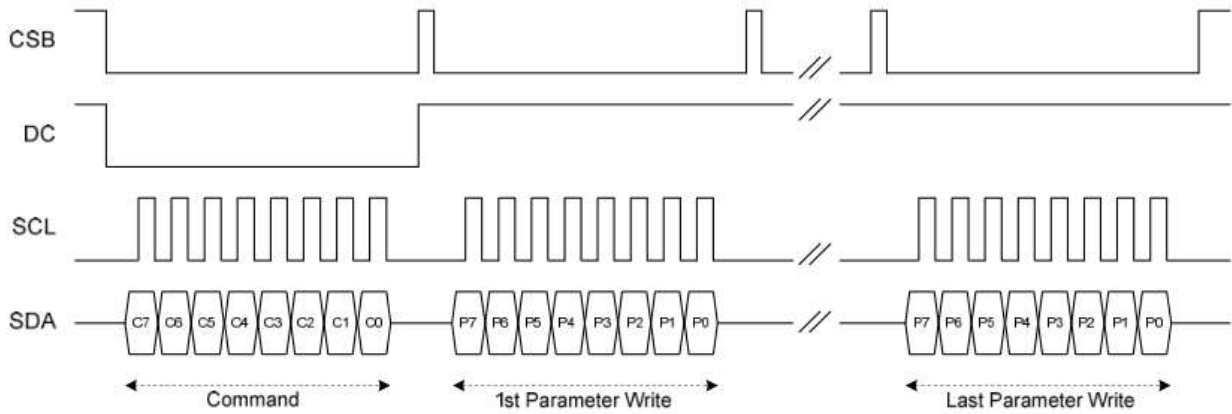 CSB
DC
SCL
SDA
C7 C6 C5 C4 C3 C2 C1 C0 P7 P6 P5 P4 P3 P2 P1 P0 P7 P6 P5 P4 P3 P2 P1 P0
Command 1st Parameter Write Last Parameter Write